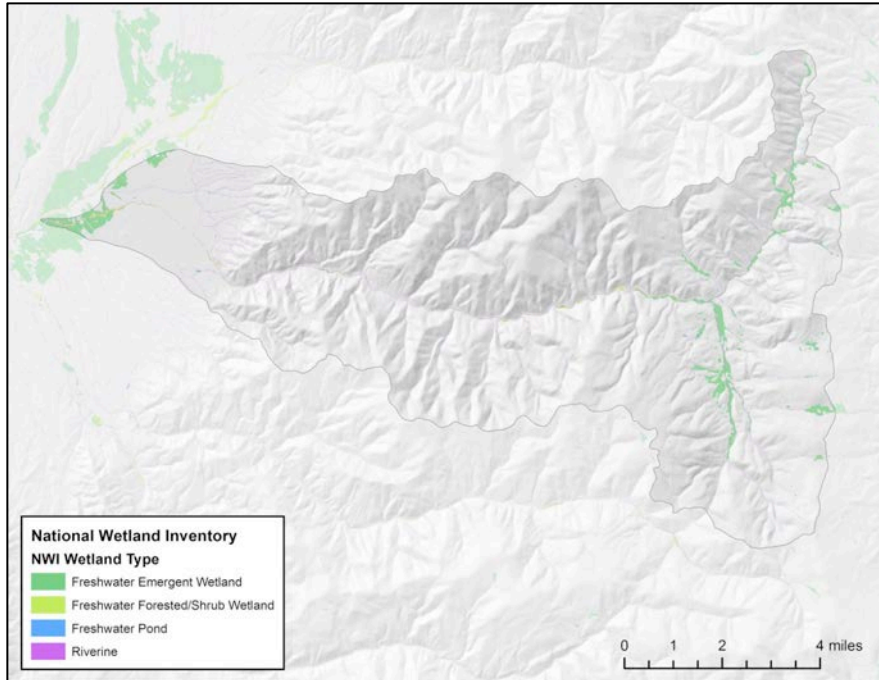 National Wetland Inventory
NWI Wetland Type
Freshwater Emergent Wetland
Freshwater Forested/Shrub Wetland
Freshwater Pond
Riverine
0 1 2 4 miles